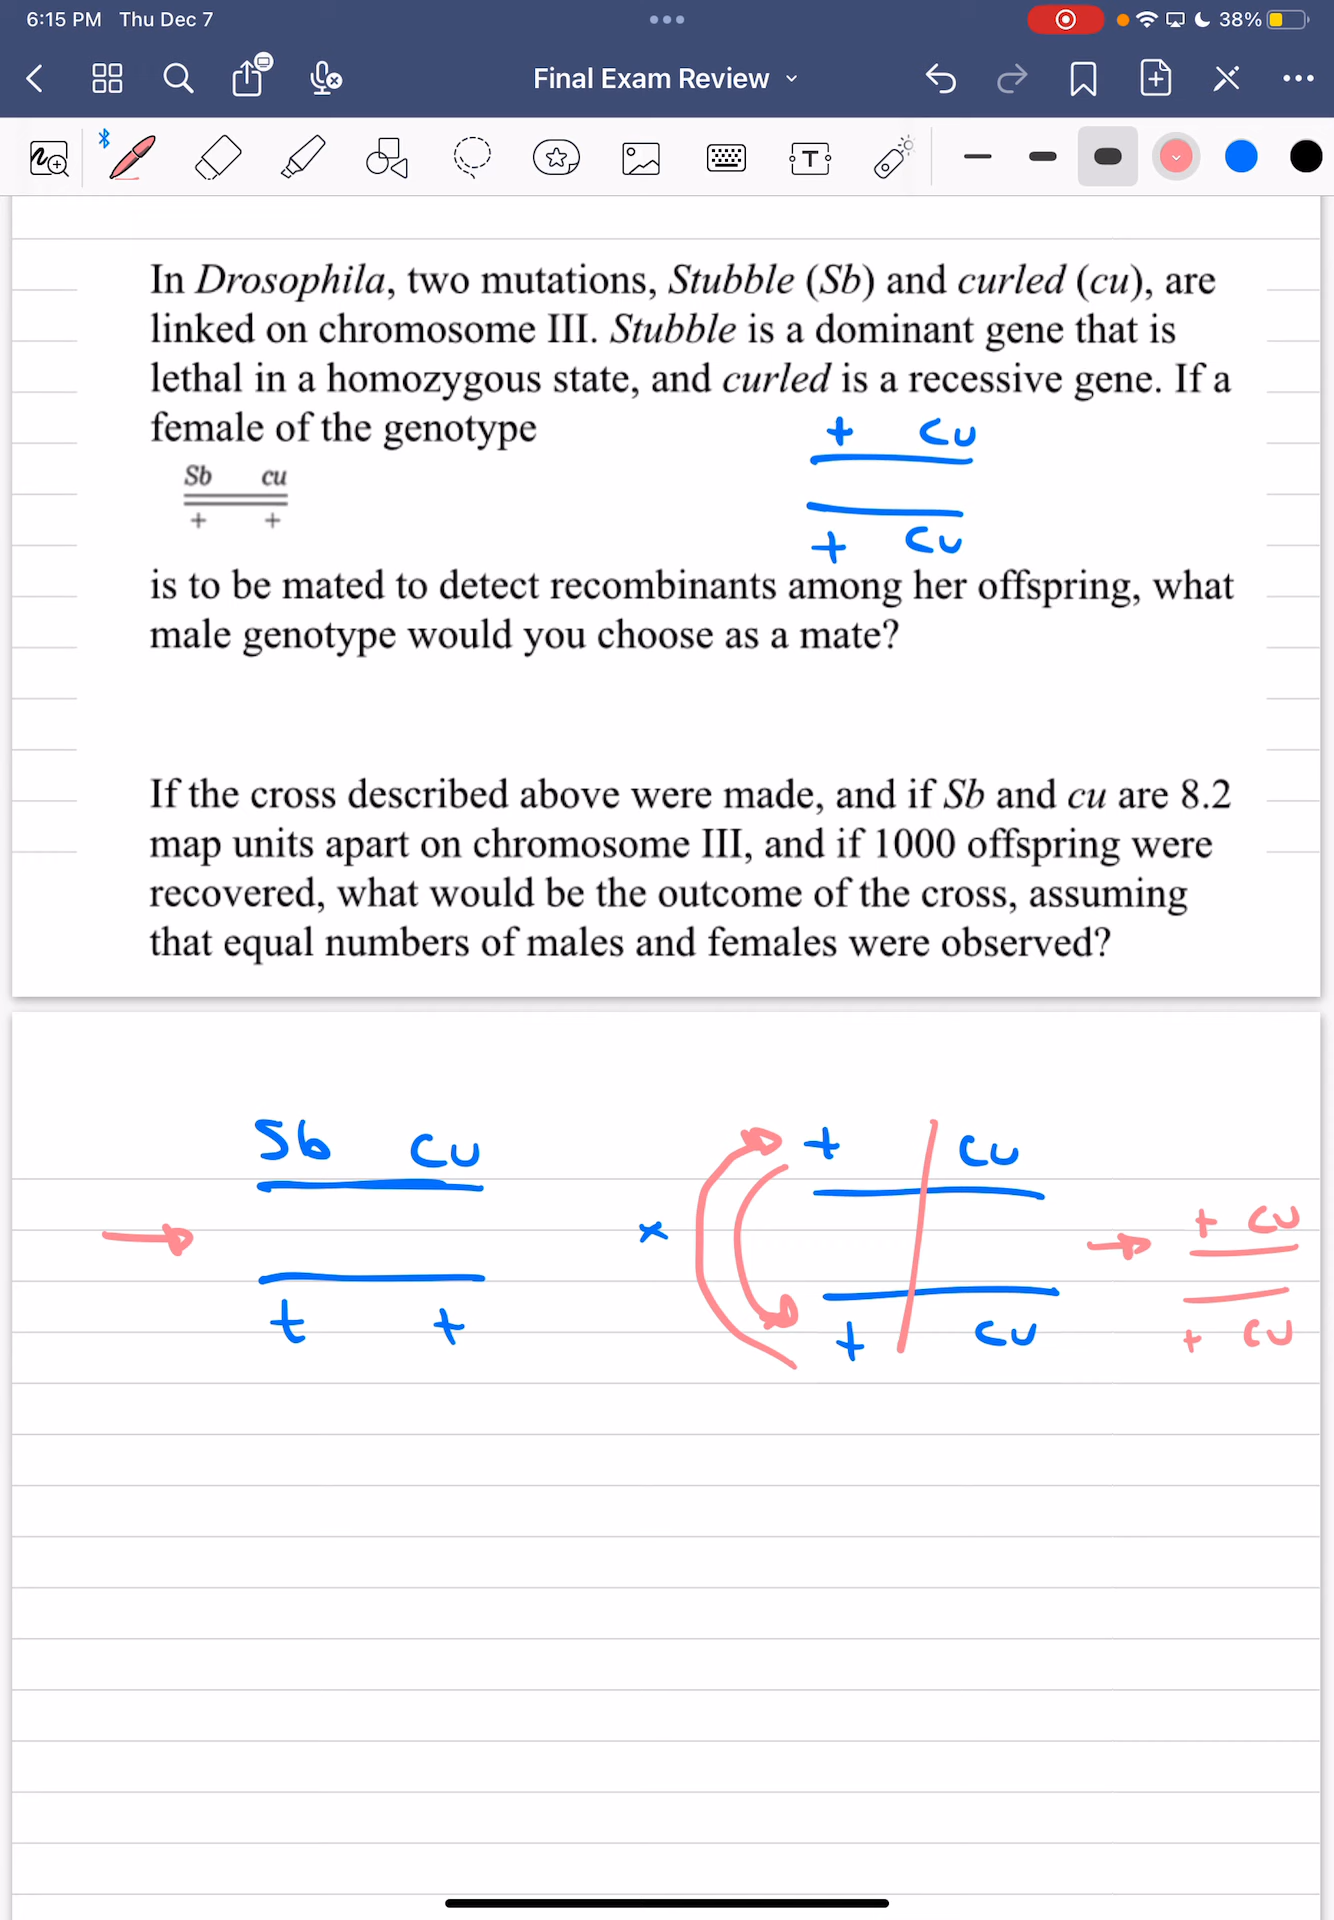 6:15 PM Thu Dec 7
38%
Final Exam Review
T
In Drosophila, two mutations, Stubble (Sb) and curled (cu), are
linked on chromosome III. Stubble is a dominant gene that is
lethal in a homozygous state, and curled is a recessive gene. If a
female of the genotype
+ cu
Sb cu
+ +
+ cu
is to be mated to detect recombinants among her offspring, what
male genotype would you choose as a mate?
If the cross described above were made, and if Sb and cu are 8.2
map units apart on chromosome III, and if 1000 offspring were
recovered, what would be the outcome of the cross, assuming
that equal numbers of males and females were observed?
Sb cu + cu
+ cu
x
+ + + cu
+ cu